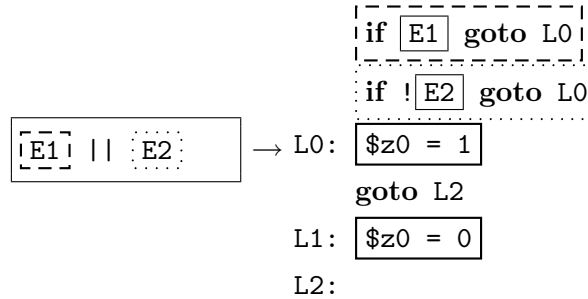 if E1 goto L0
if !E2 goto L0
E1 || E2 → L0: $z0 = 1
goto L2
L1: $z0 = 0
L2: